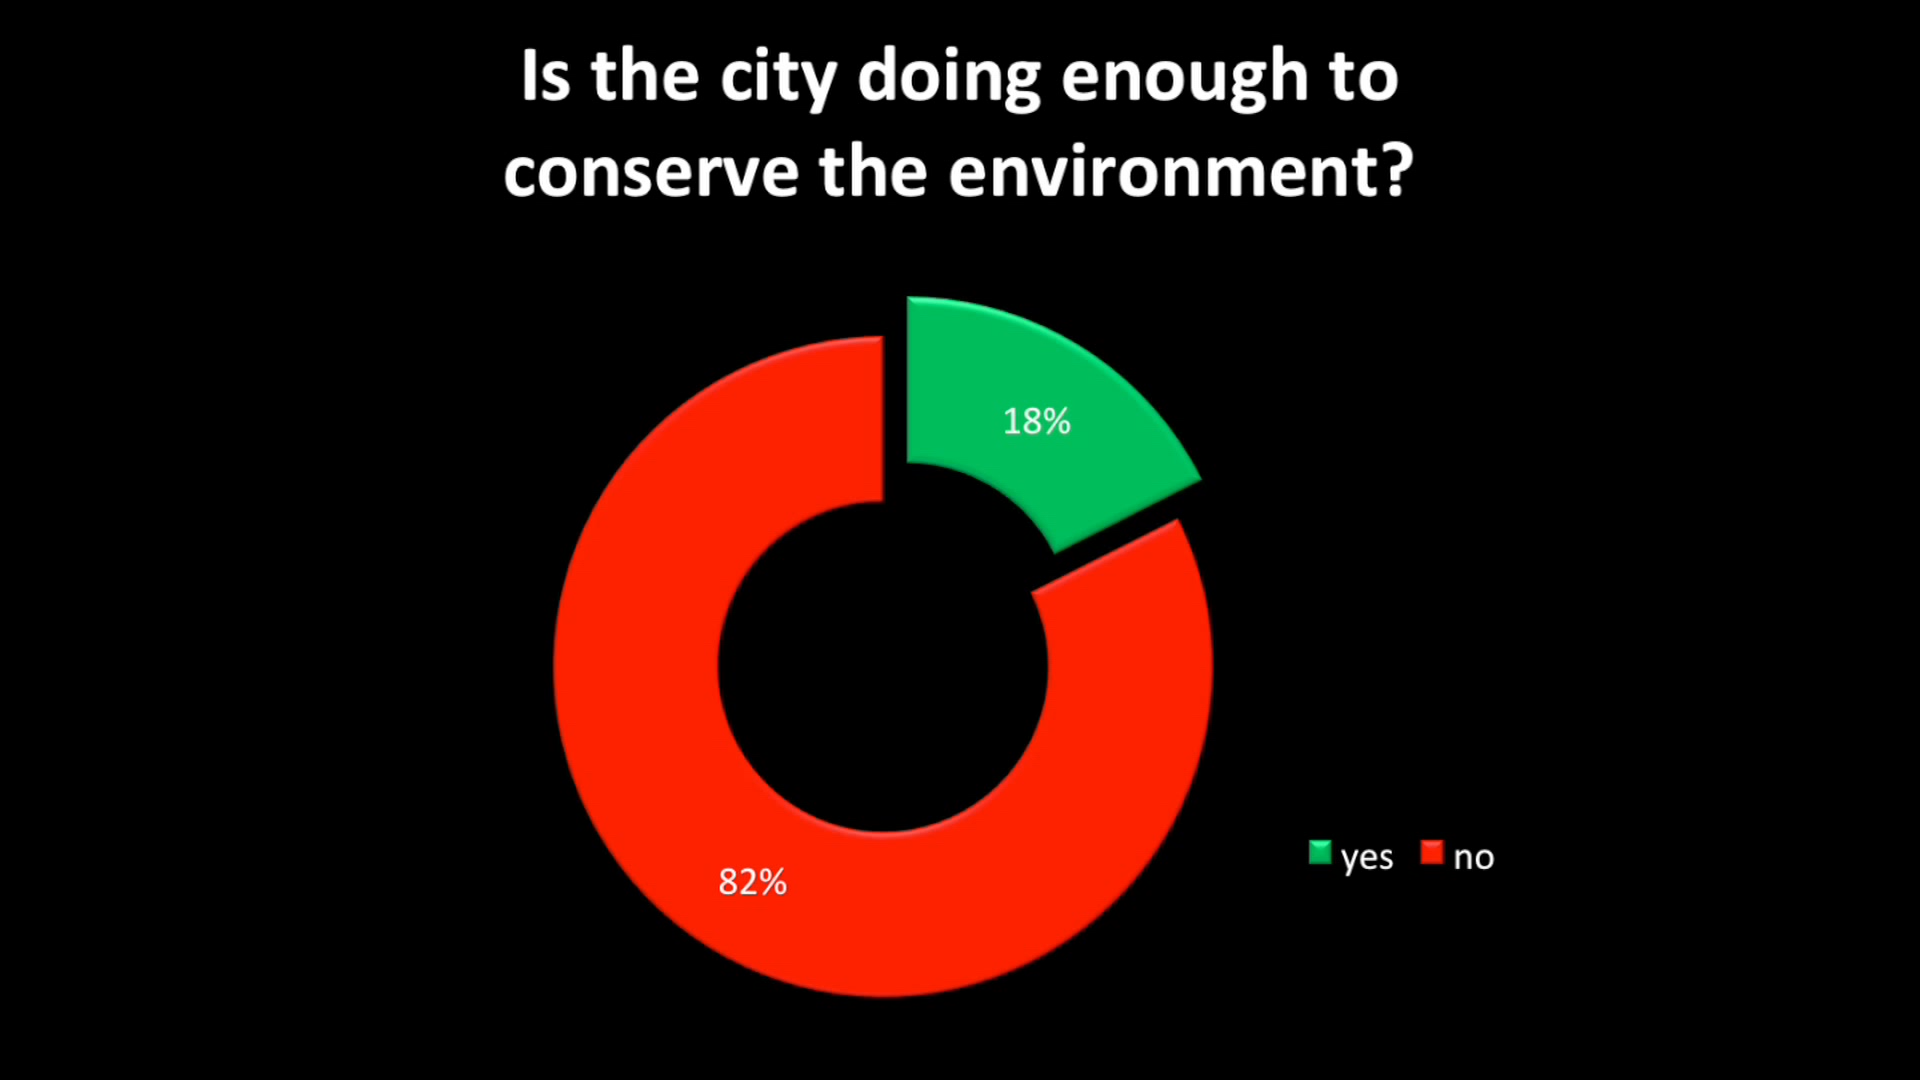 Is the city doing enough to
conserve the environment?
18%
82%
yes no